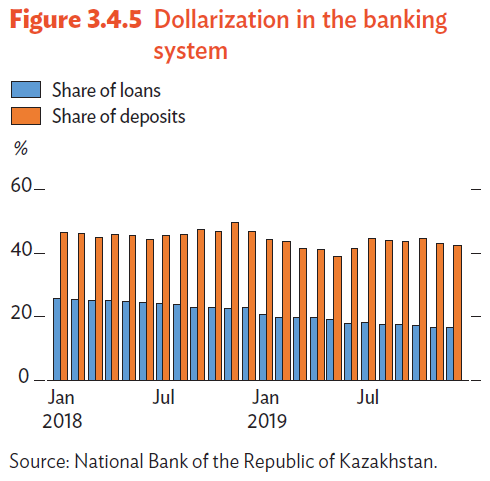 Figure 3.4.5 Dollarization in the banking
system
Share of loans
Share of deposits
%
60
40
20
0
Jan Jul Jan Jul
2018 2019
Source: National Bank of the Republic of Kazakhstan.